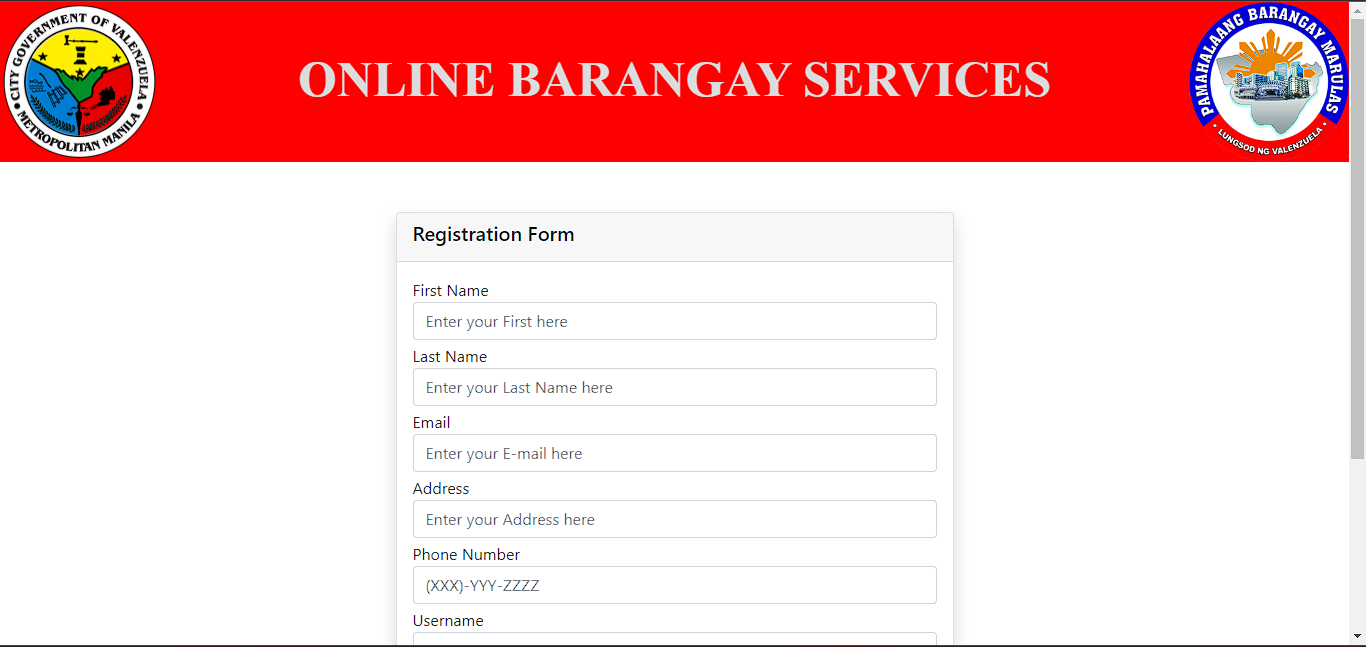 CITY GOVERNMENT OF VALENZUELA
METROPOLITAN MANILA
ONLINE BARANGAY SERVICES
PAMAHALAANG BARANGAY MARULAS
LUNGSOD NG VALENZUELA
Registration Form
First Name
Enter your First here
Last Name
Enter your Last Name here
Email
Enter your E-mail here
Address
Enter your Address here
Phone Number
(XXX)-YYY-ZZZZ
Username